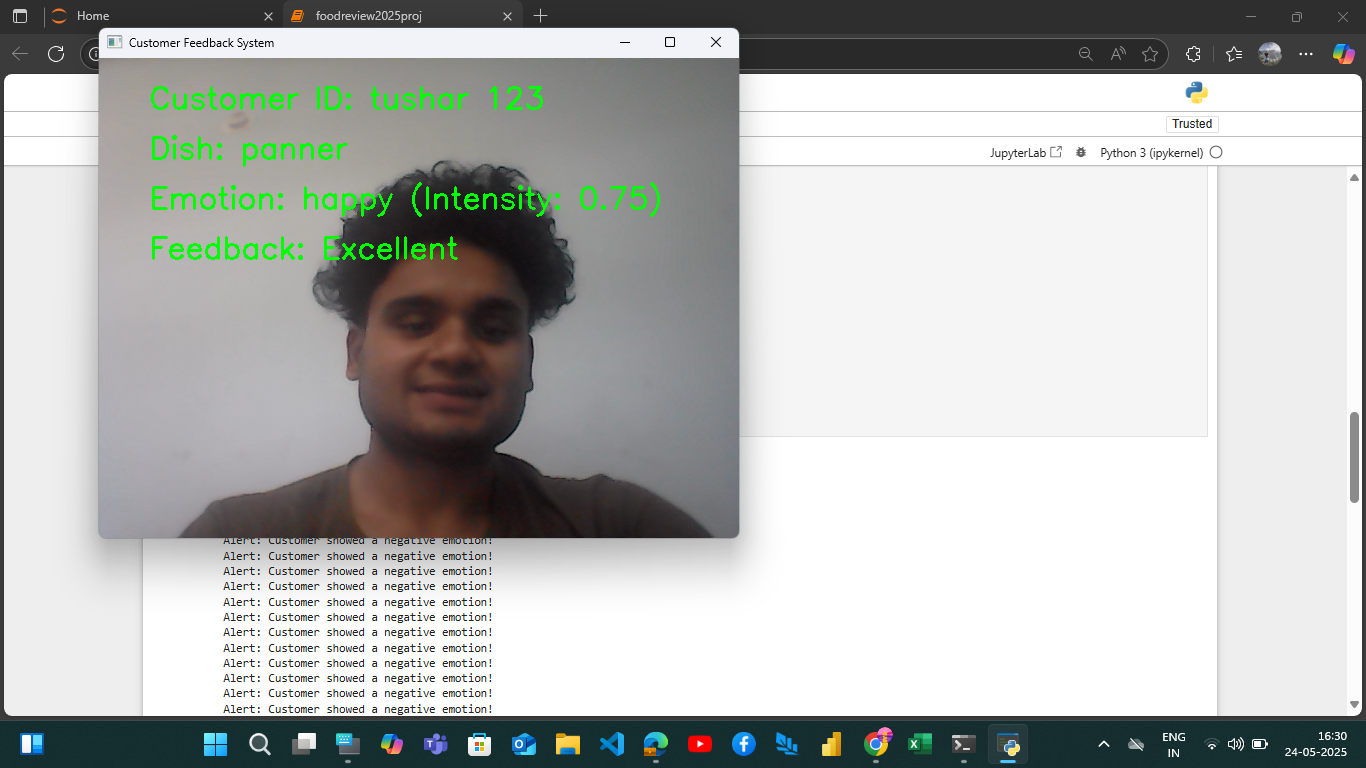 Home
foodreview2025proj
Customer Feedback System
Customer ID: tushar 123
Dish: panner
Emotion: happy (Intensity: 0.75)
Feedback: Excellent
Trusted
JupyterLab
Python 3 (ipykernel)
Alert: Customer showed a negative emotion!
Alert: Customer showed a negative emotion!
Alert: Customer showed a negative emotion!
Alert: Customer showed a negative emotion!
Alert: Customer showed a negative emotion!
Alert: Customer showed a negative emotion!
Alert: Customer showed a negative emotion!
Alert: Customer showed a negative emotion!
Alert: Customer showed a negative emotion!
Alert: Customer showed a negative emotion!
Alert: Customer showed a negative emotion!
Alert: Customer showed a negative emotion!
ENG
IN
16:30
24-05-2025